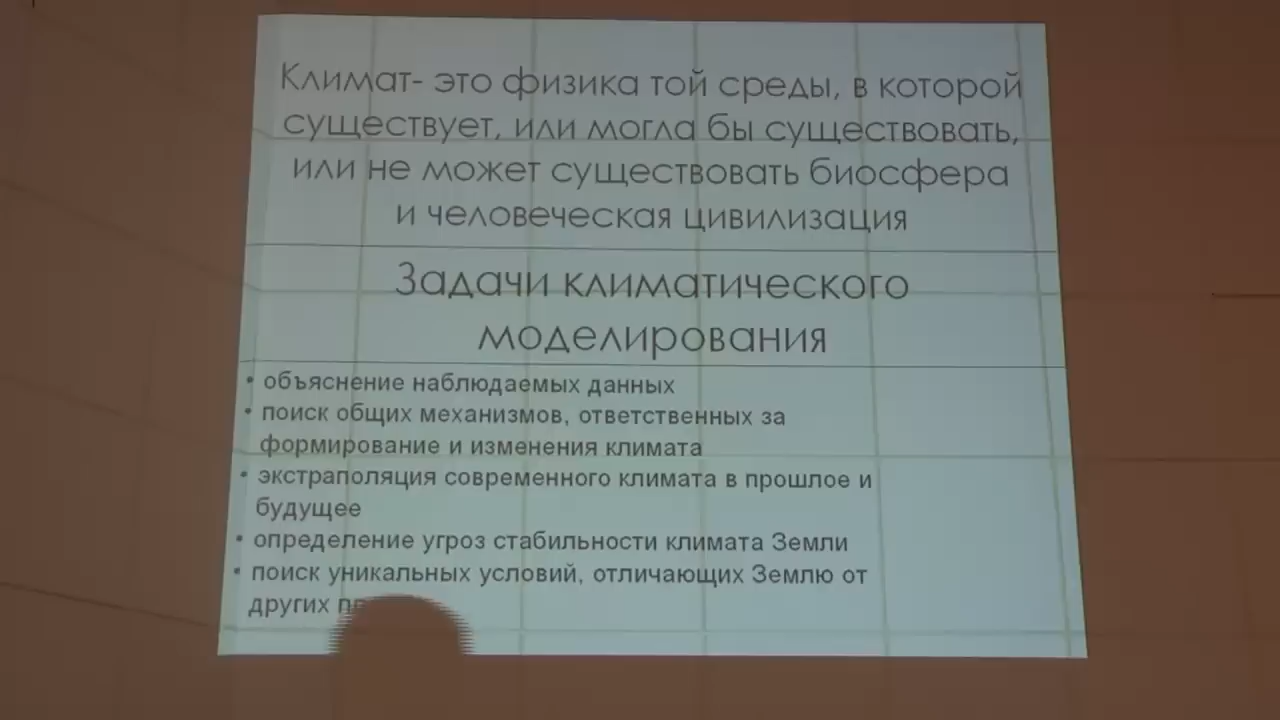 Климат- это физика той среды, в которой
существует, или могла бы существовать,
или не может существовать биосфера
и человеческая цивилизация
Задачи климатического
моделирования
• объяснение наблюдаемых данных
• поиск общих механизмов, ответственных за
формирование и изменения климата
• экстраполяция современного климата в прошлое и
будущее
• определение угроз стабильности климата Земли
• поиск уникальных условий, отличающих Землю от
других